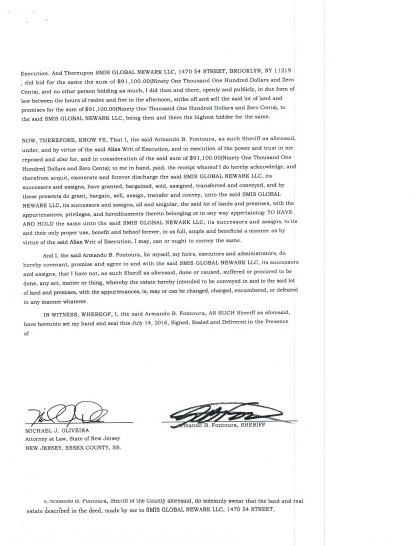 Execution. And Thereupon SMIS GLOBAL NEWARK LLC, 1470 54 STREET, BROOKLYN, NY 11219
, did bid for the same the sum of $91,100.00(Ninety One Thousand One Hundred Dollars and Zero
Cents), and no other person bidding as much, I did then and there, openly and publicly, in due form of
law between the hours of twelve and five in the afternoon, strike off and sell the said lot of land and
premises for the sum of $91,100.00(Ninety One Thousand One Hundred Dollars and Zero Cents), to
the said SMIS GLOBAL NEWARK LLC, being then and there the highest bidder for the same.
NOW, THEREFORE, KNOW YE, That I, the said Armando B. Fontoura, as such Sheriff as aforesaid,
under, and by virtue of the said Alias Writ of Execution, and in execution of the power and trust in me
reposed and also for, and in consideration of the said sum of $91,100.00(Ninety One Thousand One
Hundred Dollars and Zero Cents); to me in hand, paid, the receipt whereof I do hereby acknowledge, and
therefrom acquit, exonerate and forever discharge the said SMIS GLOBAL NEWARK LLC, its
successors and assigns, have granted, bargained, sold, assigned, transferred and conveyed, and by
these presents do grant, bargain, sell, assign, transfer and convey, unto the said SMIS GLOBAL
NEWARK LLC, its successors and assigns, all and singular, the said lots of lands and premises, with the
appurtenances, privileges, and hereditaments thereto belonging or in any way appertaining: TO HAVE
AND HOLD the same unto the said SMIS GLOBAL NEWARK LLC, its successors and assigns, to its
and their only proper use, benefit and behoof forever, in as full, ample and beneficial a manner as by
virtue of the said Alias Writ of Execution, I may, can or ought to convey the same.
And I, the said Armando B. Fontoura, for myself, my heirs, executors and administrators, do
hereby covenant, promise and agree to and with the said SMIS GLOBAL NEWARK LLC, its successors
and assigns, that I have not, as such Sheriff as aforesaid, done or caused, suffered or procured to be
done, any act, matter or thing, whereby the estate hereby intended to be conveyed in and to the said lot
of land and premises, with the appurtenances, is, may or can be changed, charged, encumbered, or defeated
in any manner whatever.
IN WITNESS, WHEREOF, I, the said Armando B. Fontoura, AS SUCH Sheriff as aforesaid,
have hereunto set my hand and seal this July 14, 2016, Signed, Sealed and Delivered in the Presence
of
MICHAEL J. OLIVEIRA
Armando B. Fontoura, SHERIFF
Attorney at Law, State of New Jersey
NEW JERSEY, ESSEX COUNTY, SS.
I, Armando B. Fontoura, Sheriff of the County aforesaid, do solemnly swear that the land and real
estate described in the deed, made by me to SMIS GLOBAL NEWARK LLC, 1470 54 STREET,